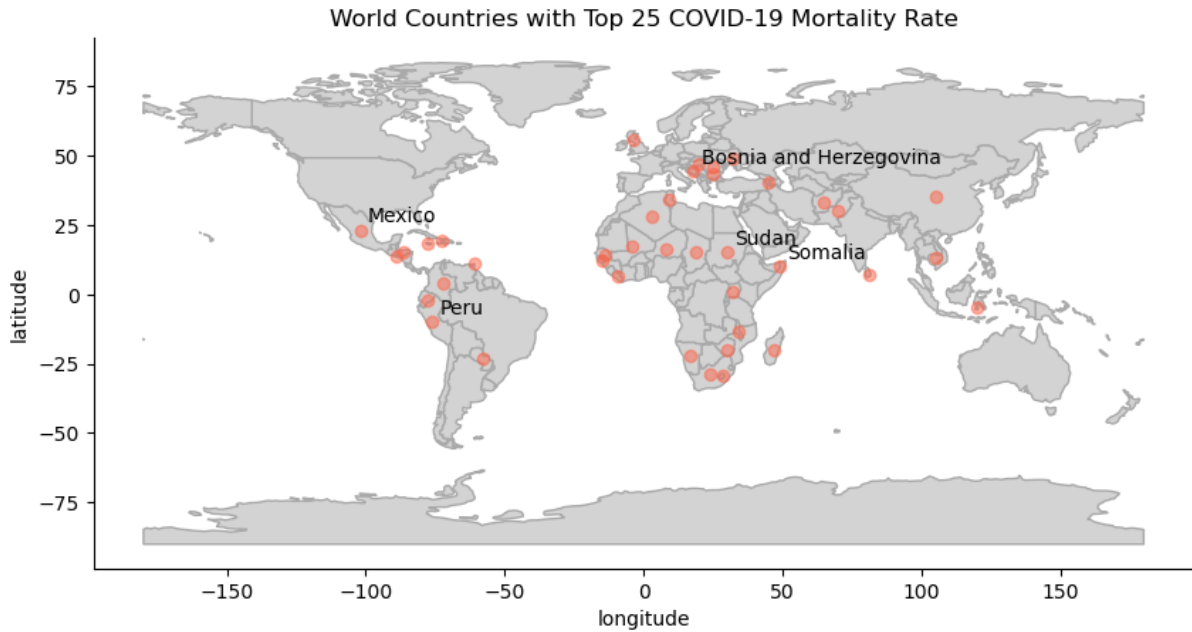 World Countries with Top 25 COVID-19 Mortality Rate
75
50
25
0
−25
−50
−75
latitude
Bosnia and Herzegovina
Mexico
Sudan
Somalia
Peru
−150
−100
−50
0
50
100
150
longitude